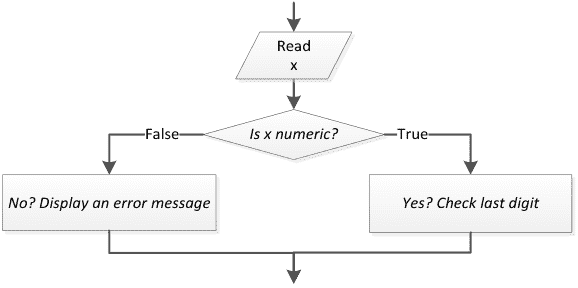 Read
x
Is x numeric?
False
True
No? Display an error message
Yes? Check last digit